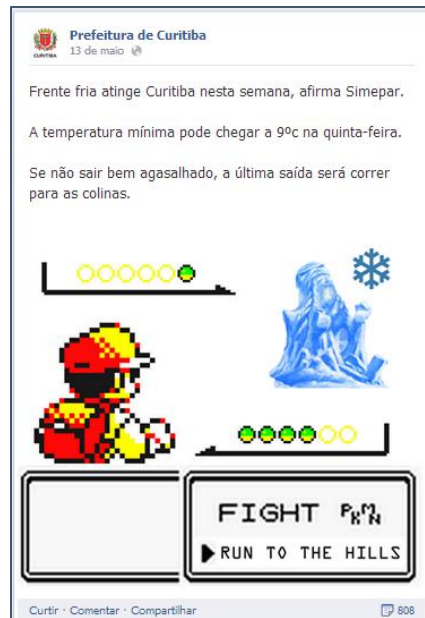 Prefeitura de Curitiba
CURITIBA
13 de maio
Frente fria atinge Curitiba nesta semana, afirma Simepar.
A temperatura mínima pode chegar a 9ºc na quinta-feira.
Se não sair bem agasalhado, a última saída será correr
para as colinas.
FIGHT PKMN
RUN TO THE HILLS
Curtir · Comentar · Compartilhar
808